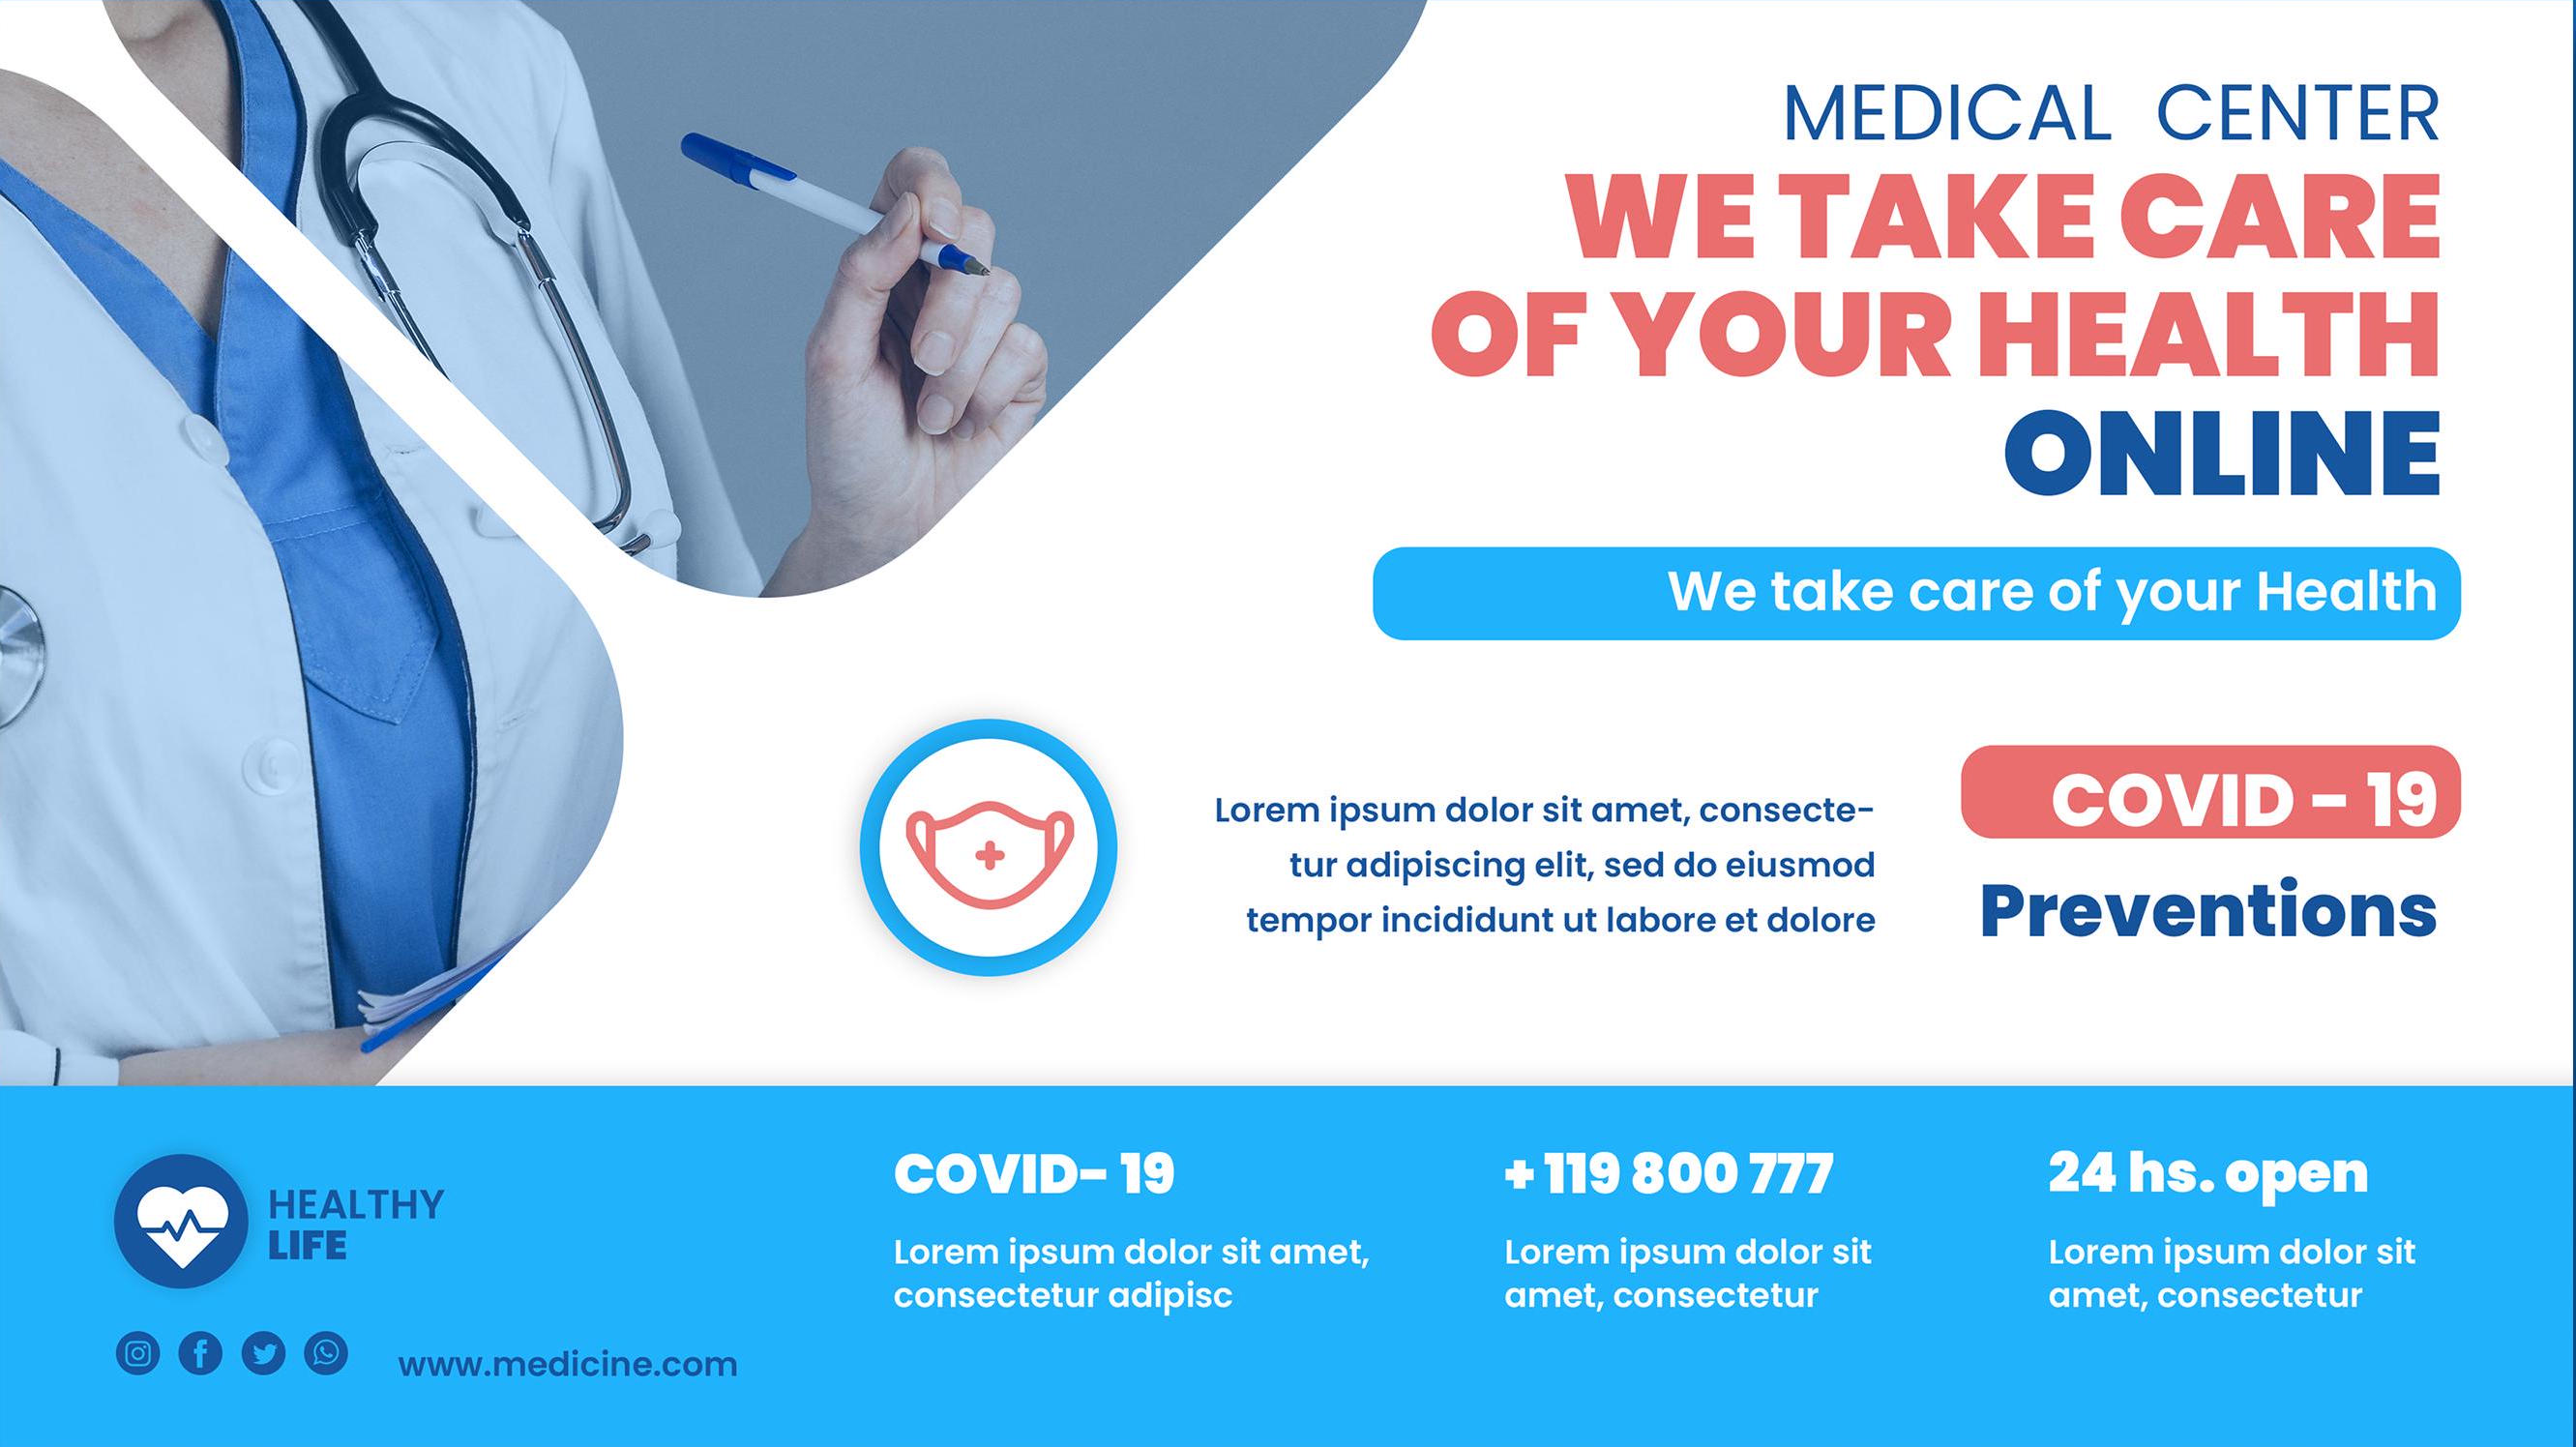 MEDICAL CENTER
WE TAKE CARE
OF YOUR HEALTH
ONLINE
We take care of your Health
Lorem ipsum dolor sit amet, consecte-
tur adipiscing elit, sed do eiusmod
tempor incididunt ut labore et dolore
COVID - 19
Preventions
HEALTHY
LIFE
www.medicine.com
COVID- 19
Lorem ipsum dolor sit amet,
consectetur adipisc
+ 119 800 777
Lorem ipsum dolor sit
amet, consectetur
24 hs. open
Lorem ipsum dolor sit
amet, consectetur